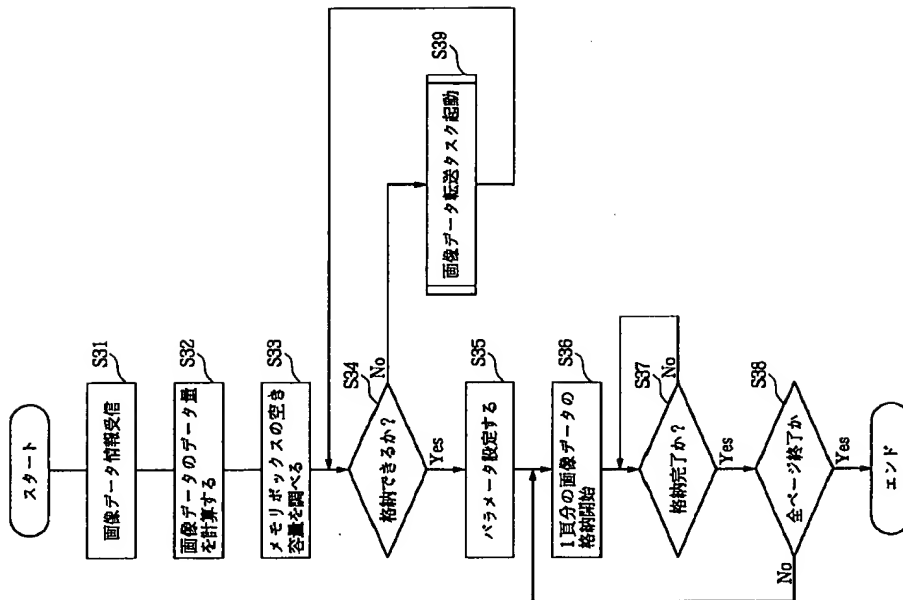 スタート
S31
画像データ情報受信
S32
画像データのデータ量
を計算する
S33
メモリボックスの空き
容量を調べる
S34
格納できるか?
No
Yes
S39
画像データ転送タスク起動
S35
パラメータ設定する
S36
1頁分の画像データの
格納開始
S37
格納完了か?
No
Yes
S38
全ページ終了か
No
Yes
エンド